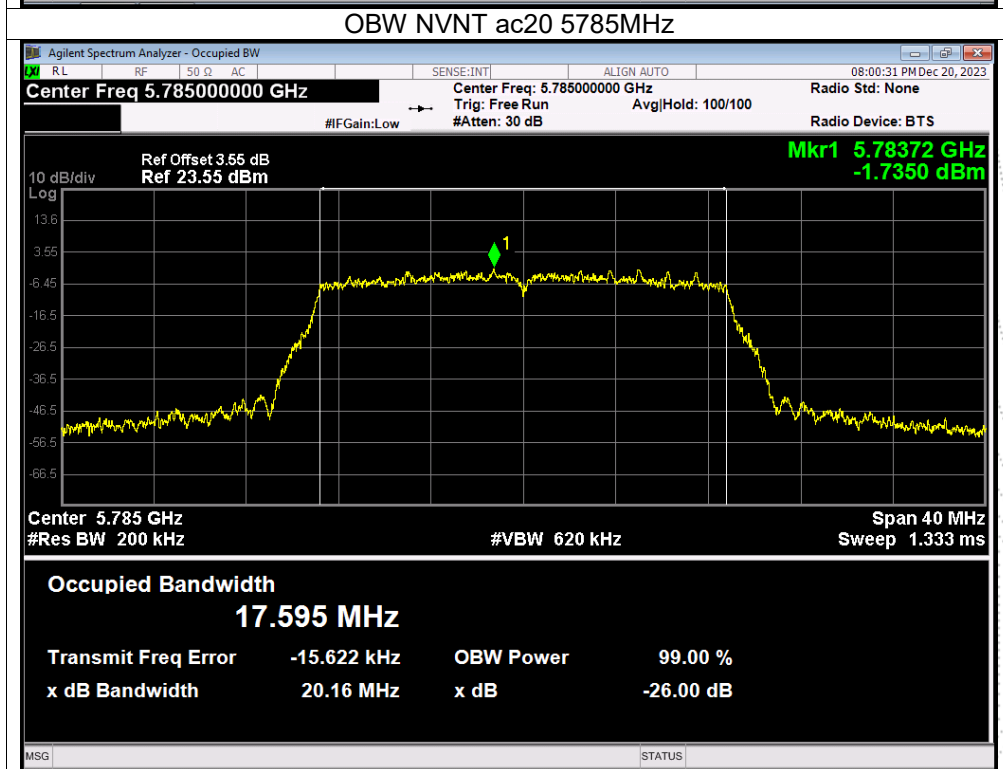 OBW NVNT ac20 5785MHz
Agilent Spectrum Analyzer - Occupied BW
LXI RL RF 50 Ω AC SENSE:INT ALIGN AUTO 08:00:31 PM Dec 20, 2023
Center Freq 5.785000000 GHz Center Freq: 5.785000000 GHz Radio Std: None
Trig: Free Run Avg|Hold: 100/100
#IFGain:Low #Atten: 30 dB Radio Device: BTS
Mkr1 5.78372 GHz
Ref Offset 3.55 dB -1.7350 dBm
10 dB/div Ref 23.55 dBm
Log
13.6
3.55
1
-6.45
-16.5
-26.5
-36.5
-46.5
-56.5
-66.5
Center 5.785 GHz Span 40 MHz
#Res BW 200 kHz #VBW 620 kHz Sweep 1.333 ms
Occupied Bandwidth
17.595 MHz
Transmit Freq Error -15.622 kHz OBW Power 99.00 %
x dB Bandwidth 20.16 MHz x dB -26.00 dB
MSG STATUS